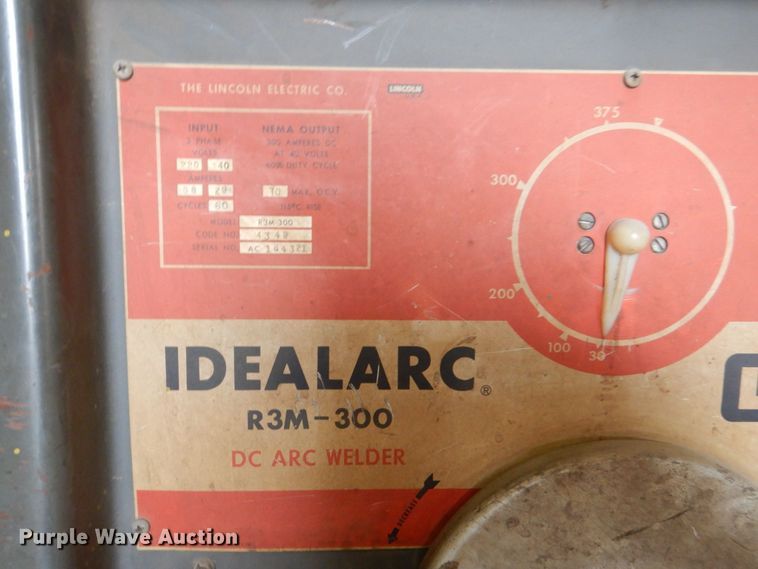 THE LINCOLN ELECTRIC CO.
LINCOLN
INPUT
3 PHASE
VOLTS
220 440
AMPERES
58 29
CYCLES 60
NEMA OUTPUT
300 AMPERES DC
AT 40 VOLTS
60% DUTY CYCLE
70 MAX. O.C.V.
RISE
MODEL R3M-300
CODE NO.
SERIAL NO. AC
375
300
200
100
30
IDEALARC®
R3M-300
DC ARC WELDER
Purple Wave Auction